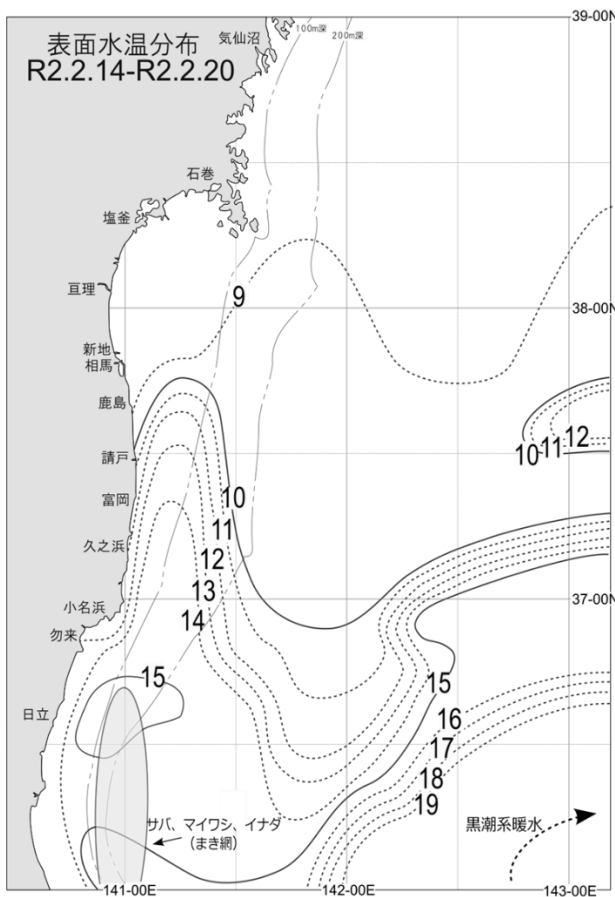 表面水温分布
R2.2.14-R2.2.20
気仙沼
100m深
200m深
39-00N
石巻
塩釜
亘理
9
38-00N
新地
相馬
鹿島
請戸
10
11
12
富岡
10
11
久之浜
12
13
14
37-00N
小名浜
勿来
15
15
日立
16
17
18
19
サバ、マイワシ、イナダ
(まき網)
黒潮系暖水
141-00E
142-00E
143-00E